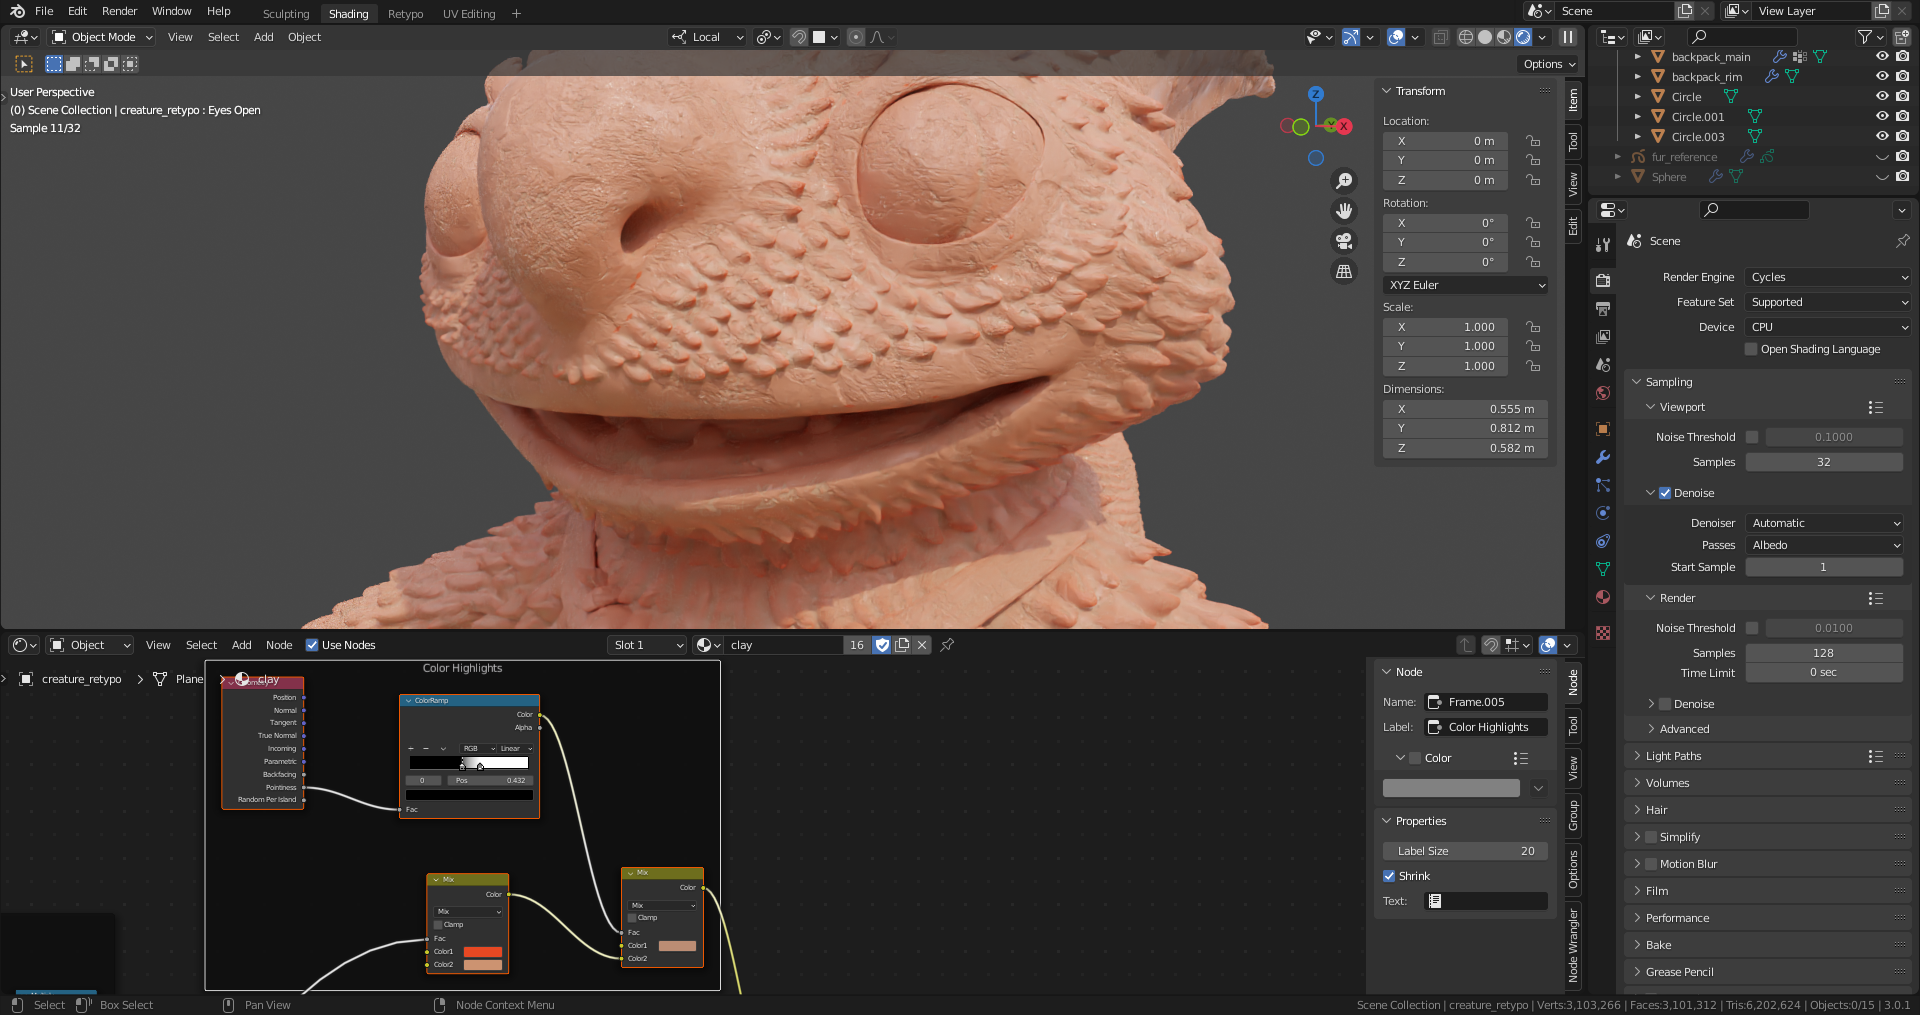 File Edit Render Window Help Sculpting Shading Retypo UV Editing + Scene View Layer
Object Mode View Select Add Object Local
Options
User Perspective
(0) Scene Collection | creature_retypo : Eyes Open
Sample 11/32
Z
Y
X
Transform
Location:
X 0 m
Y 0 m
Z 0 m
Rotation:
X 0°
Y 0°
Z 0°
XYZ Euler
Scale:
X 1.000
Y 1.000
Z 1.000
Dimensions:
X 0.555 m
Y 0.812 m
Z 0.582 m
Item
Tool
View
Edit
backpack_main
backpack_rim
Circle
Circle.001
Circle.003
fur_reference
Sphere
Scene
Render Engine Cycles
Feature Set Supported
Device CPU
Open Shading Language
Sampling
Viewport
Noise Threshold 0.1000
Samples 32
Denoise
Denoiser Automatic
Passes Albedo
Start Sample 1
Render
Noise Threshold 0.0100
Samples 128
Time Limit 0 sec
Denoise
Advanced
Light Paths
Volumes
Hair
Simplify
Motion Blur
Film
Performance
Bake
Grease Pencil
Object View Select Add Node Use Nodes Slot 1 clay 16
creature_retypo Plane clay
Color Highlights
Position
Normal
Tangent
True Normal
Incoming
Parametric
Backfacing
Pointiness
Random Per Island
ColorRamp
Color
Alpha
RGB Linear
0 Pos 0.432
Fac
Mix
Color
Mix
Clamp
Fac
Color1
Color2
Mix
Color
Mix
Clamp
Fac
Color1
Color2
Node
Name: Frame.005
Label: Color Highlights
Color
Properties
Label Size 20
Shrink
Text:
Node
Tool
View
Group
Options
Node Wrangler
Select Box Select Pan View Node Context Menu Scene Collection | creature_retypo | Verts:3,103,266 | Faces:3,101,312 | Tris:6,202,624 | Objects:0/15 | 3.0.1